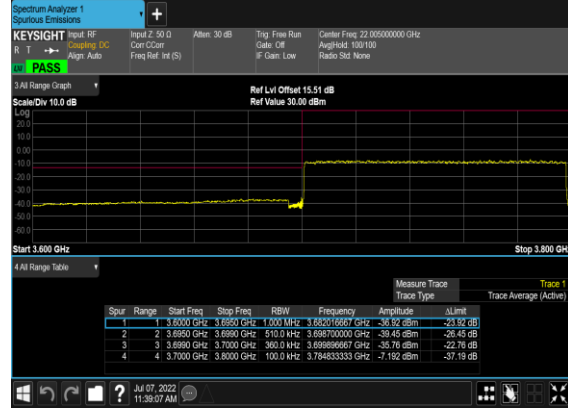 Spectrum Analyzer 1
Spurious Emissions
+
KEYSIGHT Input: RF Input Z: 50 Ω Atten: 30 dB Trig: Free Run Center Freq: 22.005000000 GHz
R T Coupling: DC Corr CCorr Gate: Off Avg|Hold: 100/100
Align: Auto Freq Ref: Int (S) IF Gain: Low Radio Std: None
LW PASS
3 All Range Graph
Ref Lvl Offset 15.51 dB
Scale/Div 10.0 dB Ref Value 30.00 dBm
Log
20.0
10.0
0.00
-10.0
-20.0
-30.0
-40.0
-50.0
-60.0
Start 3.600 GHz Stop 3.800 GH
4 All Range Table
Measure Trace Trace 1
Trace Type Trace Average (Active)
Spur Range Start Freq Stop Freq RBW Frequency Amplitude ΔLimit
1 1 3.6000 GHz 3.6950 GHz 1.000 MHz 3.682016667 GHz -36.92 dBm -23.92 dB
2 2 3.6950 GHz 3.6990 GHz 510.0 kHz 3.698700000 GHz -39.45 dBm -26.45 dB
3 3 3.6990 GHz 3.7000 GHz 360.0 kHz 3.699896667 GHz -35.76 dBm -22.76 dB
4 4 3.7000 GHz 3.8000 GHz 100.0 kHz 3.784833333 GHz -7.192 dBm -37.19 dB
? Jul 07, 2022
11:39:07 AM